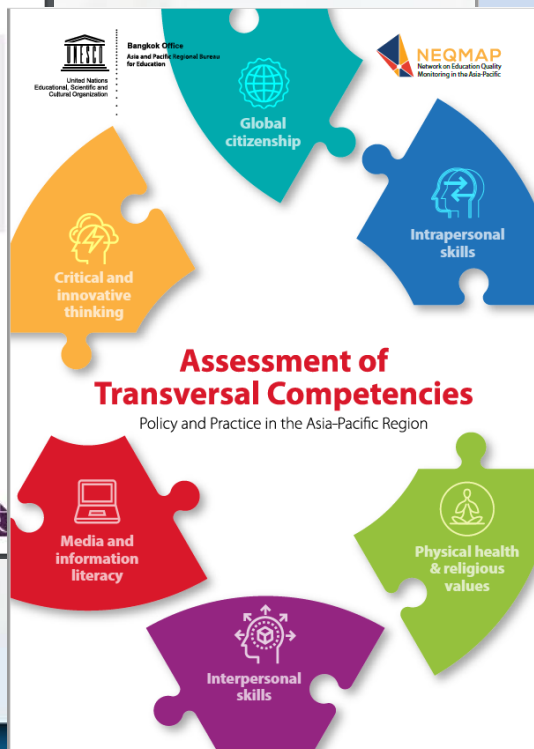 UNESCO
United Nations
Educational, Scientific and
Cultural Organization
Bangkok Office
Asia and Pacific Regional Bureau
for Education
NEQMAP
Network on Education Quality
Monitoring in the Asia-Pacific
Global
citizenship
Intrapersonal
skills
Critical and
innovative
thinking
Assessment of
Transversal Competencies
Policy and Practice in the Asia-Pacific Region
Media and
information
literacy
Physical health
& religious
values
Interpersonal
skills